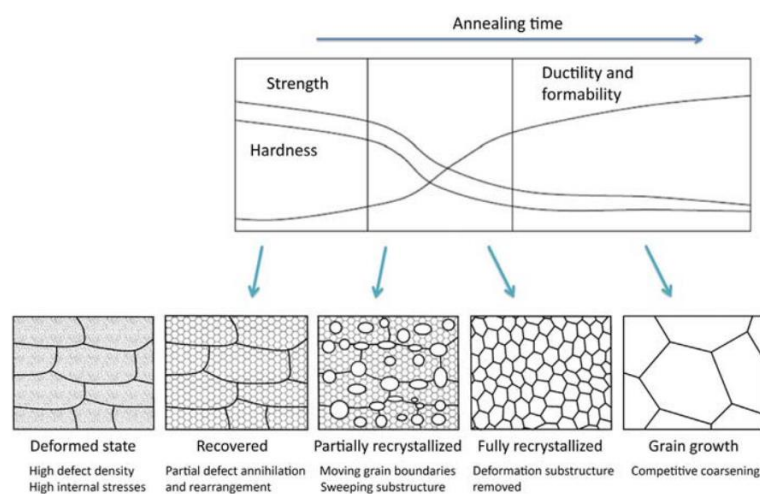 Annealing time
Strength
Ductility and
formability
Hardness
Deformed state
High defect density
High internal stresses
Recovered
Partial defect annihilation
and rearrangement
Partially recrystallized
Moving grain boundaries
Sweeping substructure
Fully recrystallized
Deformation substructure
removed
Grain growth
Competitive coarsening